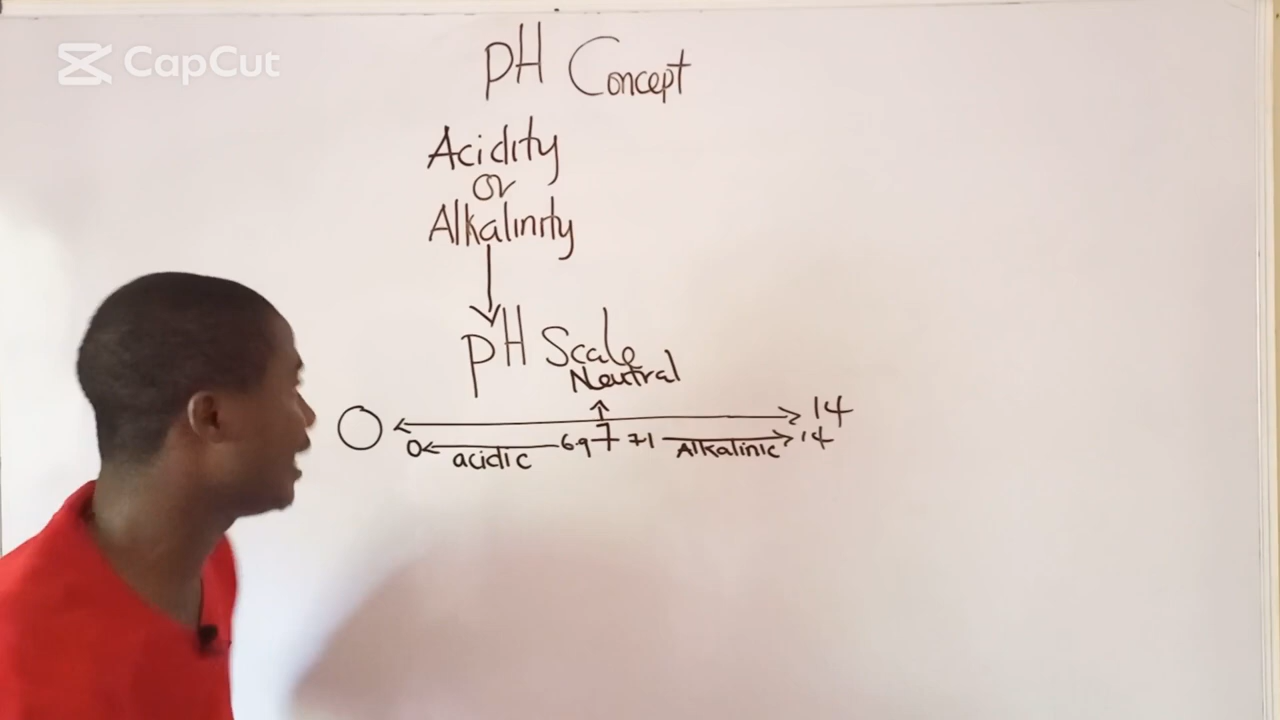 CapCut
pH Concept
Acidity
or
Alkalinity
pH Scale
Neutral
0 14
0 acidic 6.9 7 7.1 Alkalinic 14